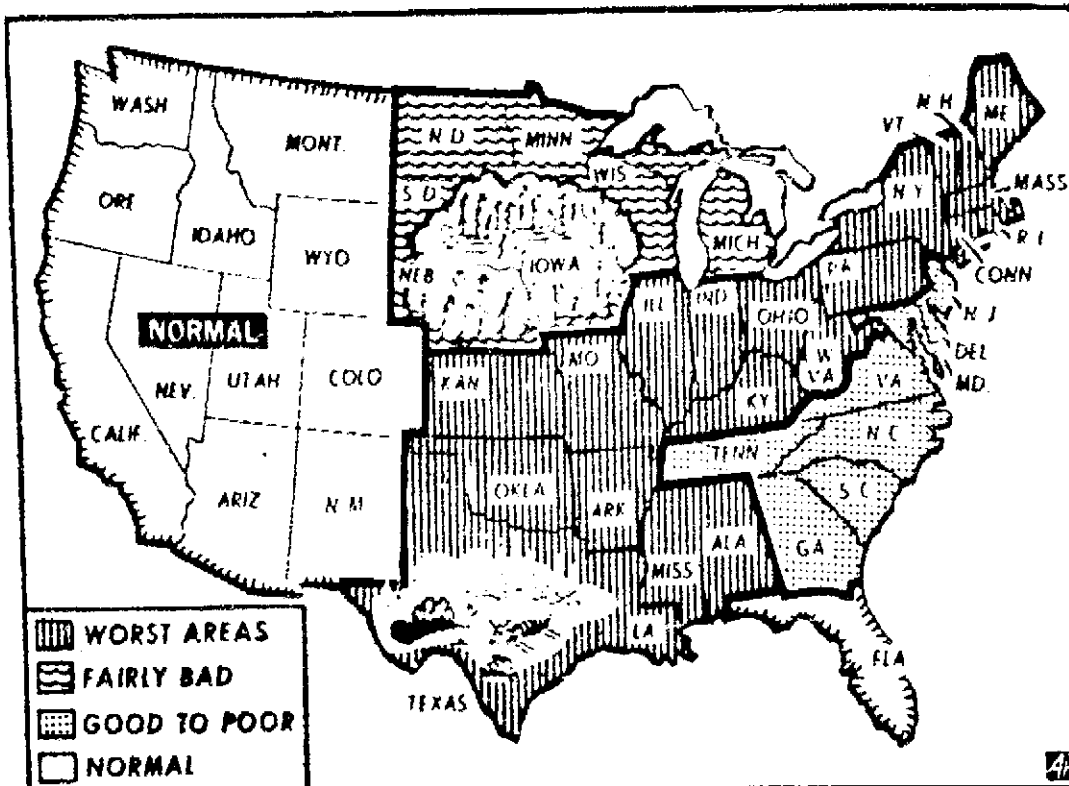 WASH
MONT.
ORE
IDAHO
WYO
NORMAL
NEV.
UTAH
COLO
CALIF.
ARIZ
N M
N D
MINN
S D
WIS
NEB
IOWA
MICH
ILL
IND
OHIO
PA
N Y
VT
N H
ME
MASS
R I
CONN
N J
DEL
MD.
W VA
VA
KAN
MO
KY
N C
TENN
S C
OKLA
ARK
MISS
ALA
GA
LA
FLA
TEXAS
WORST AREAS
FAIRLY BAD
GOOD TO POOR
NORMAL